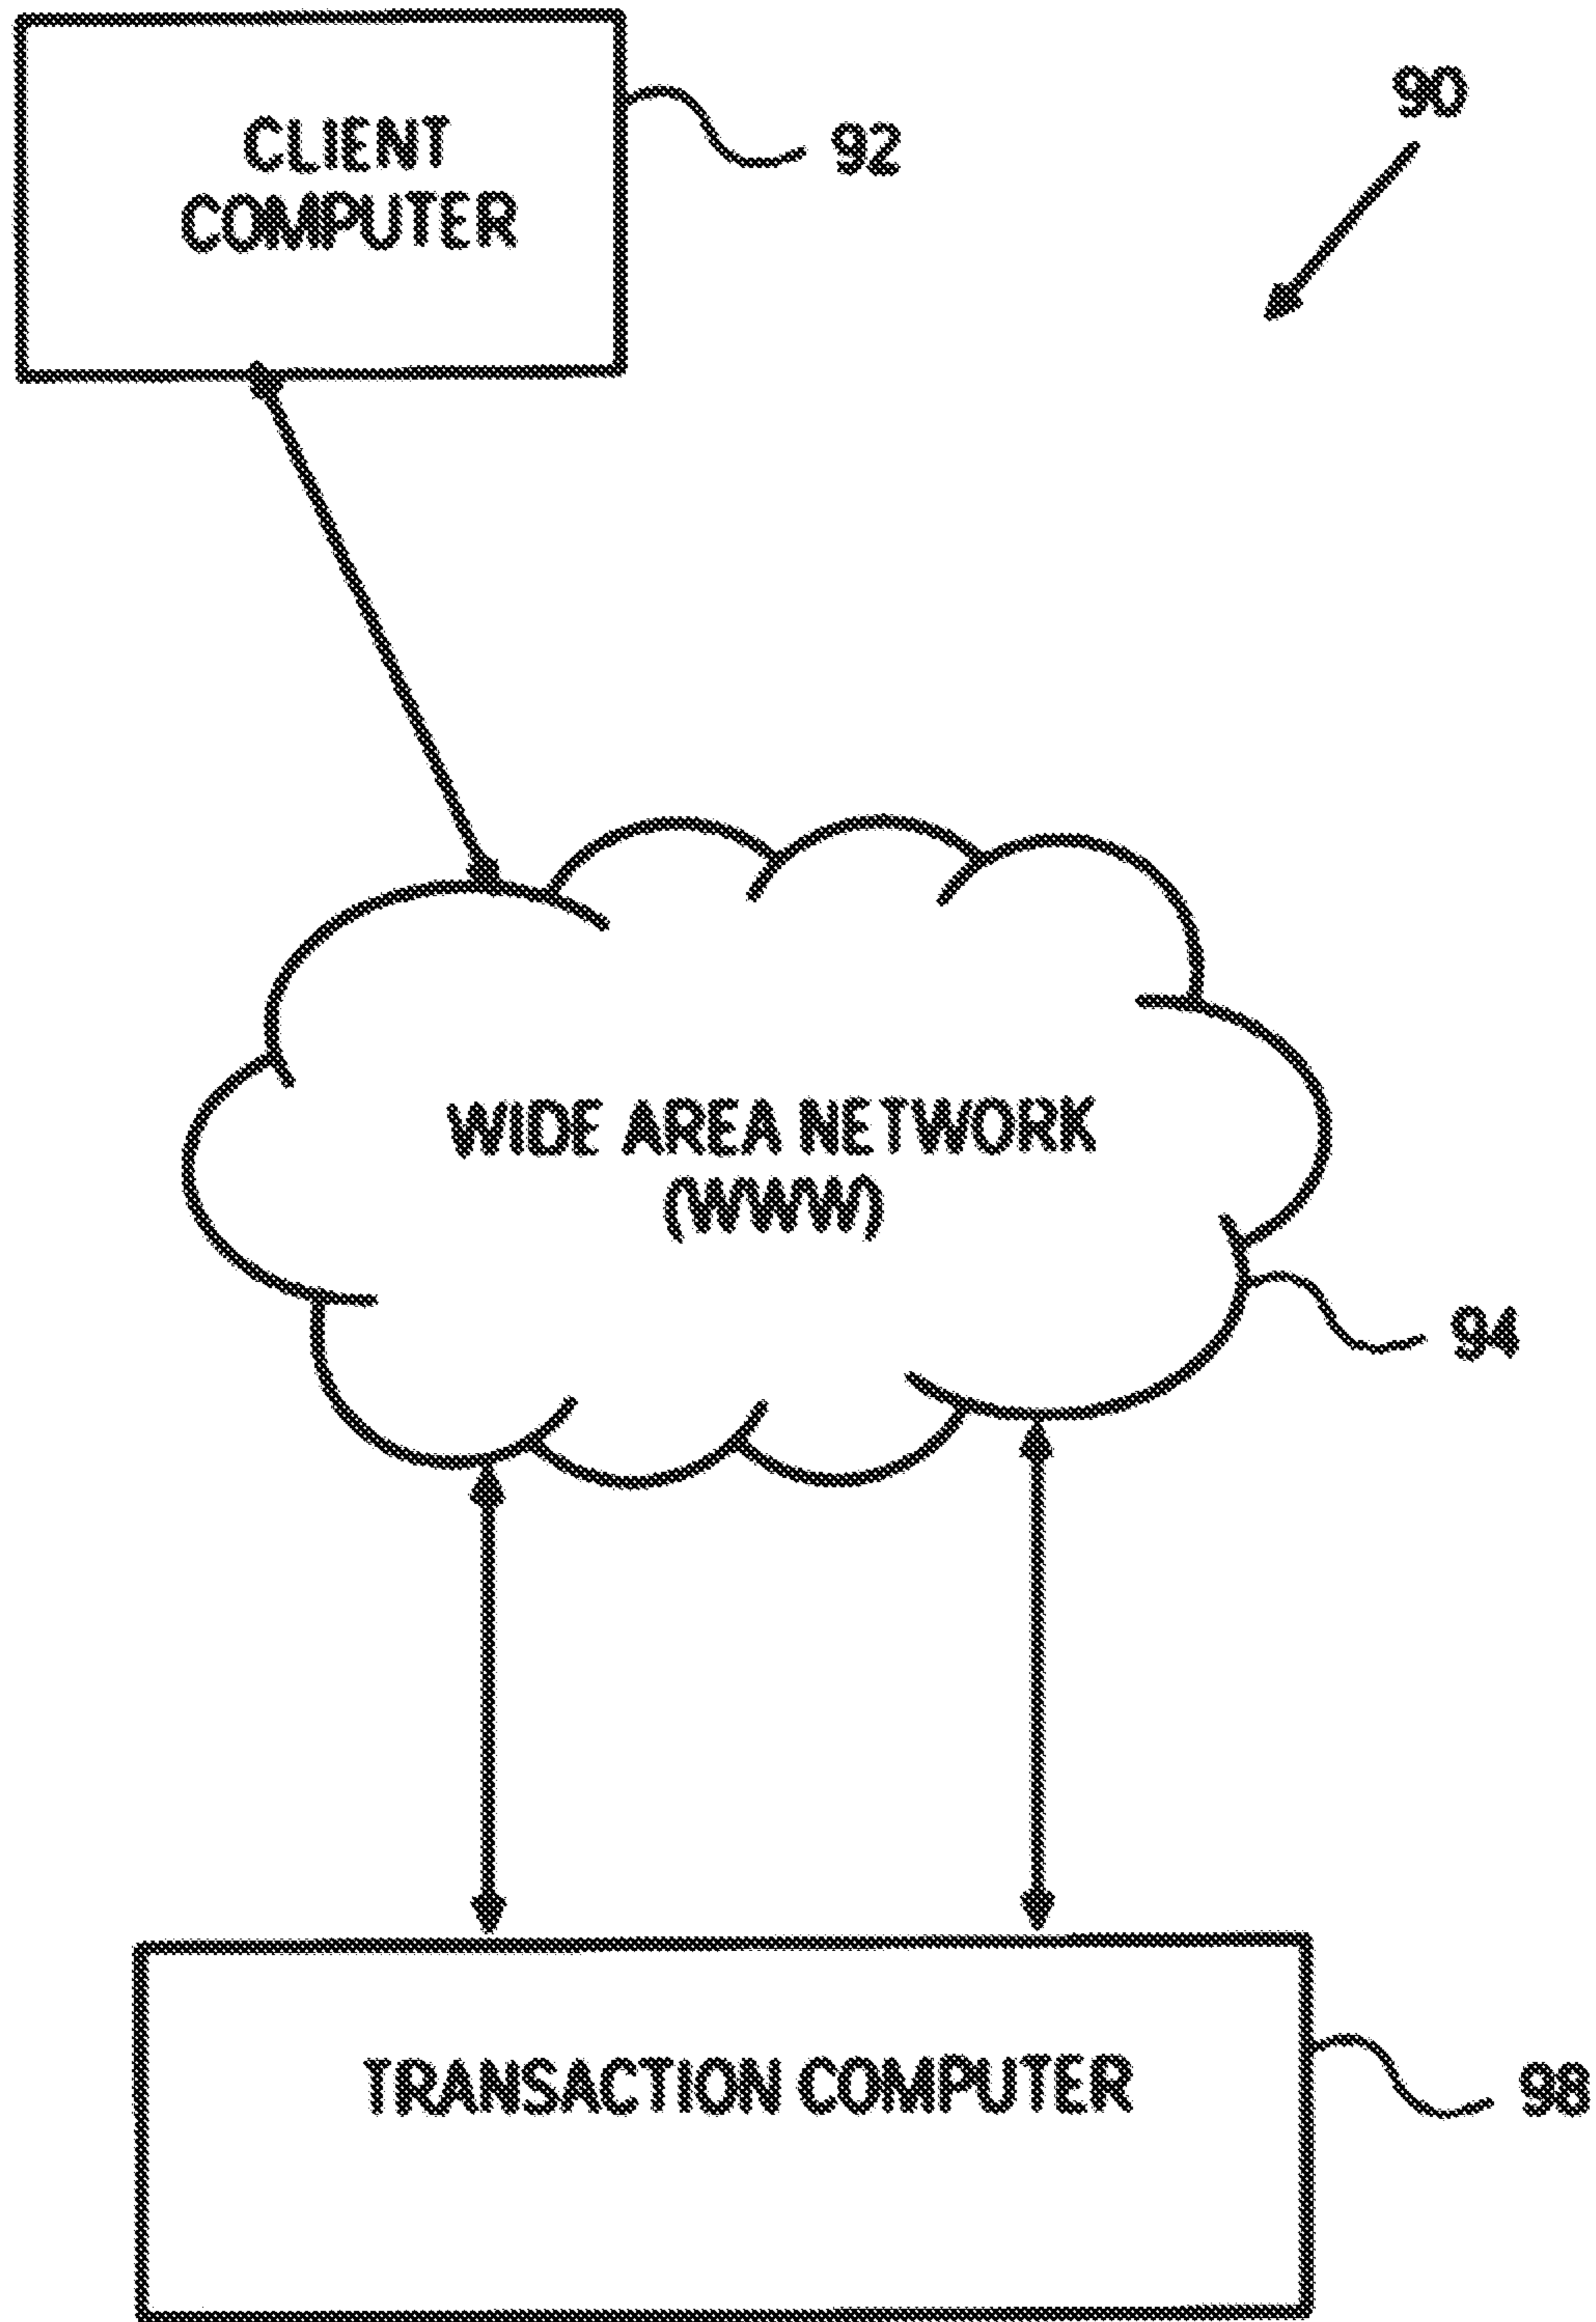 CLIENT
COMPUTER
92
90
WIDE AREA NETWORK
(WWW)
94
TRANSACTION COMPUTER
98